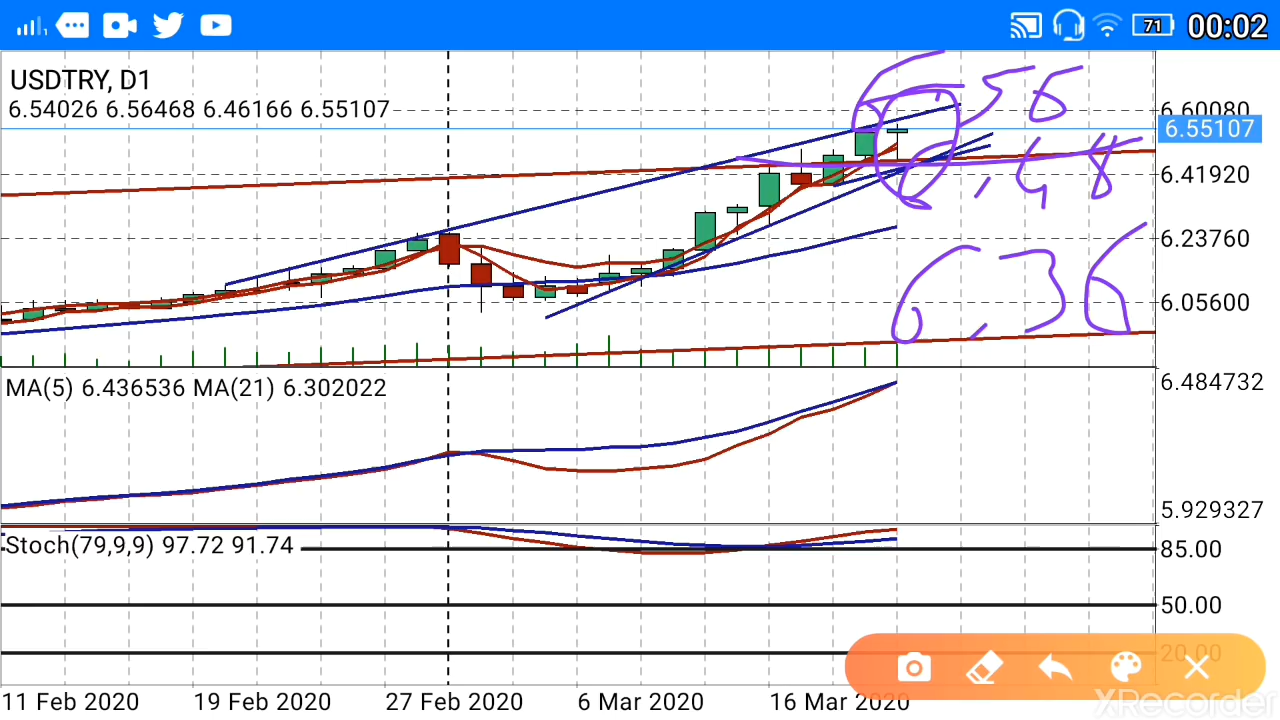 71 00:02
USDTRY, D1
6.54026 6.56468 6.46166 6.55107
6,56
6.60080
6.55107
6,48
6.41920
6.23760
6,36
6.05600
MA(5) 6.436536 MA(21) 6.302022
6.484732
5.929327
Stoch(79,9,9) 97.72 91.74
85.00
50.00
20.00
11 Feb 2020 19 Feb 2020 27 Feb 2020 6 Mar 2020 16 Mar 2020
XRecorder